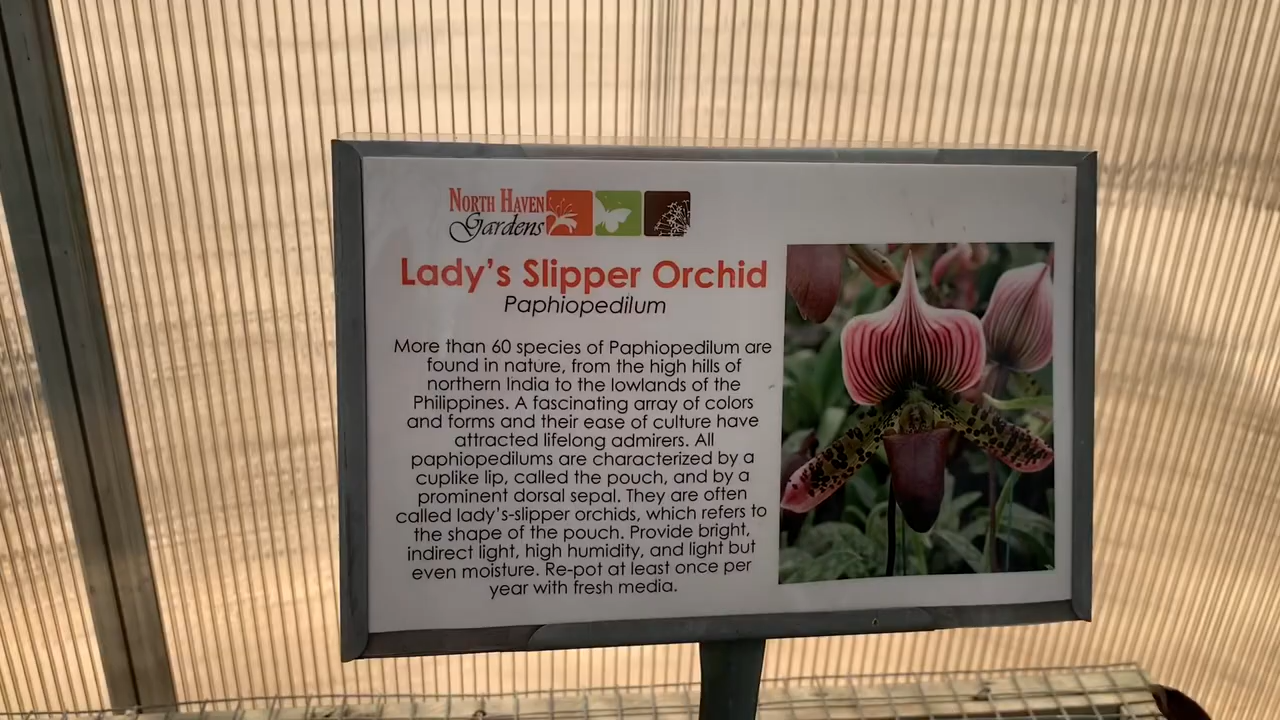 North Haven
Gardens
Lady's Slipper Orchid
Paphiopedilum
More than 60 species of Paphiopedilum are
found in nature, from the high hills of
northern India to the lowlands of the
Philippines. A fascinating array of colors
and forms and their ease of culture have
attracted lifelong admirers. All
paphiopedilums are characterized by a
cuplike lip, called the pouch, and by a
prominent dorsal sepal. They are often
called lady's-slipper orchids, which refers to
the shape of the pouch. Provide bright,
indirect light, high humidity, and light but
even moisture. Re-pot at least once per
year with fresh media.